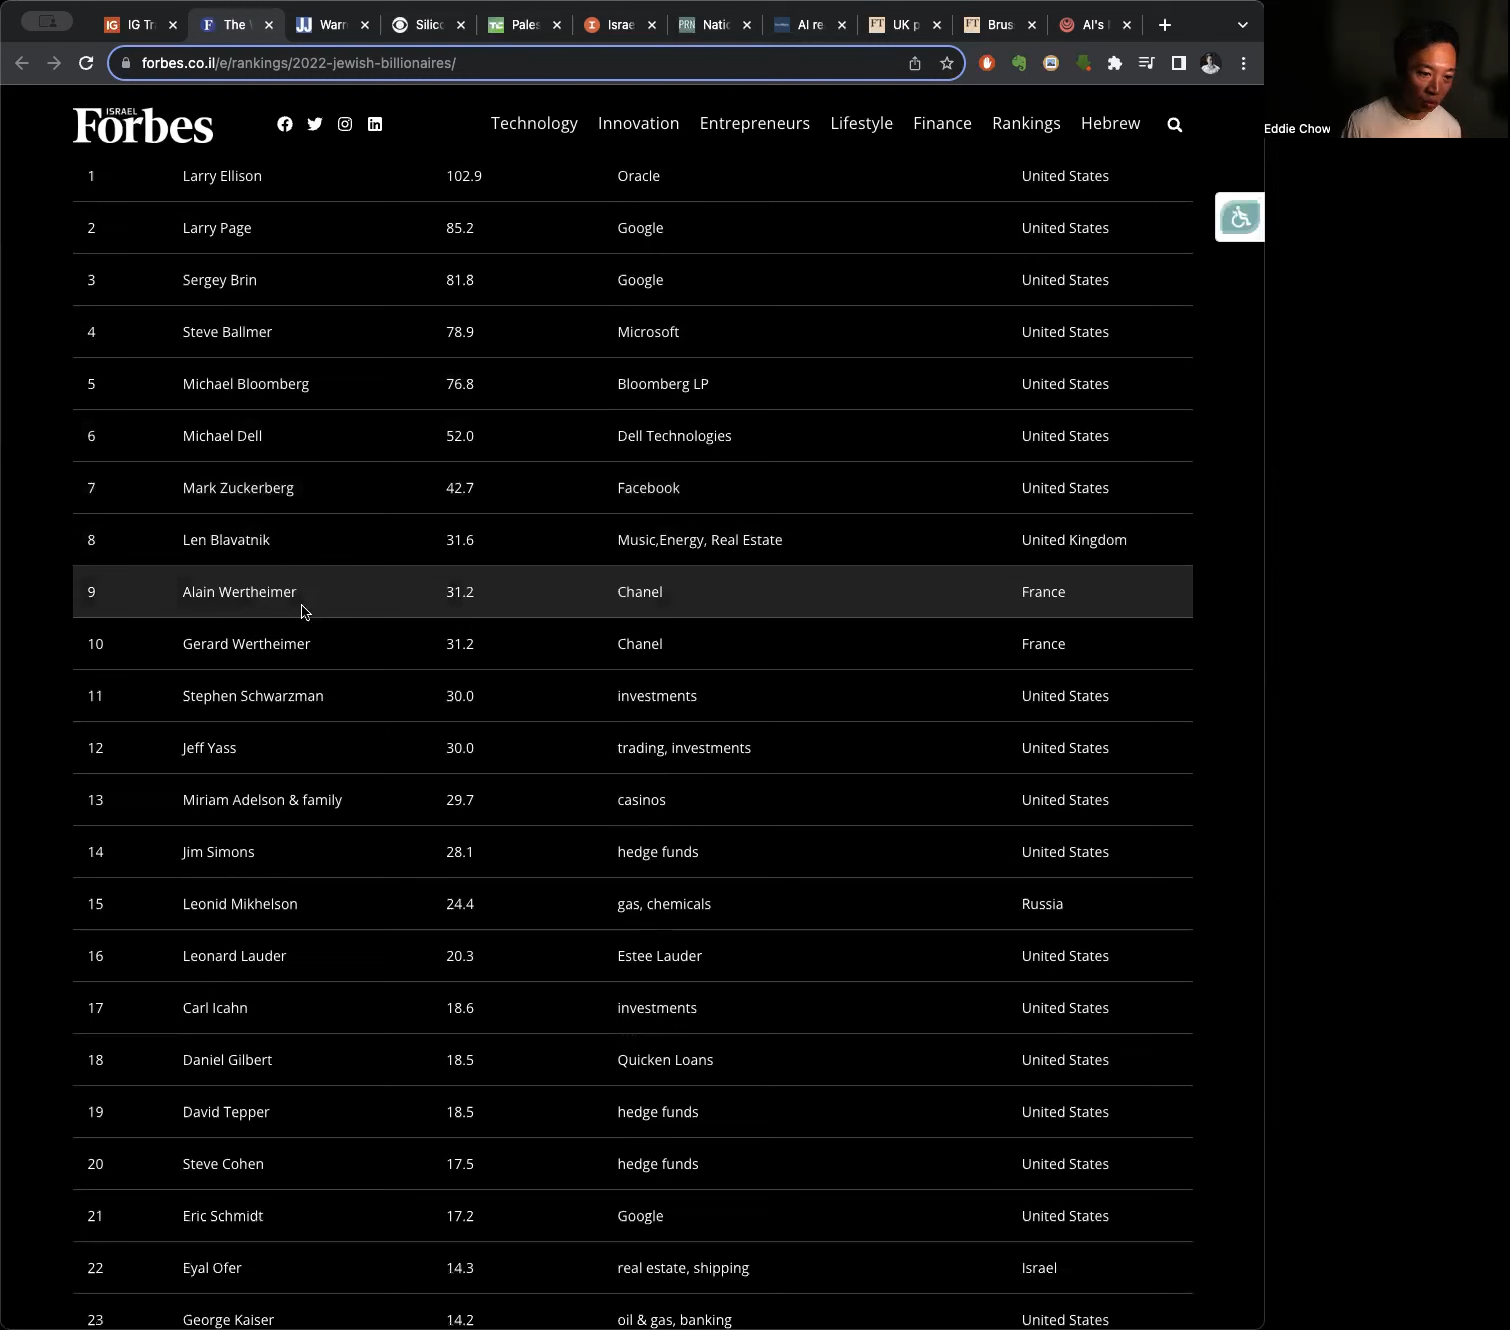 IG Tr
The
Warn
Silico
Pales
Israe
PRN Natio
AI re
FT UK p
FT Brus
AI's I
forbes.co.il/e/rankings/2022-jewish-billionaires/
ISRAEL
Forbes
Technology Innovation Entrepreneurs Lifestyle Finance Rankings Hebrew
Eddie Chow
1 Larry Ellison 102.9 Oracle United States
2 Larry Page 85.2 Google United States
3 Sergey Brin 81.8 Google United States
4 Steve Ballmer 78.9 Microsoft United States
5 Michael Bloomberg 76.8 Bloomberg LP United States
6 Michael Dell 52.0 Dell Technologies United States
7 Mark Zuckerberg 42.7 Facebook United States
8 Len Blavatnik 31.6 Music,Energy, Real Estate United Kingdom
9 Alain Wertheimer 31.2 Chanel France
10 Gerard Wertheimer 31.2 Chanel France
11 Stephen Schwarzman 30.0 investments United States
12 Jeff Yass 30.0 trading, investments United States
13 Miriam Adelson & family 29.7 casinos United States
14 Jim Simons 28.1 hedge funds United States
15 Leonid Mikhelson 24.4 gas, chemicals Russia
16 Leonard Lauder 20.3 Estee Lauder United States
17 Carl Icahn 18.6 investments United States
18 Daniel Gilbert 18.5 Quicken Loans United States
19 David Tepper 18.5 hedge funds United States
20 Steve Cohen 17.5 hedge funds United States
21 Eric Schmidt 17.2 Google United States
22 Eyal Ofer 14.3 real estate, shipping Israel
23 George Kaiser 14.2 oil & gas, banking United States